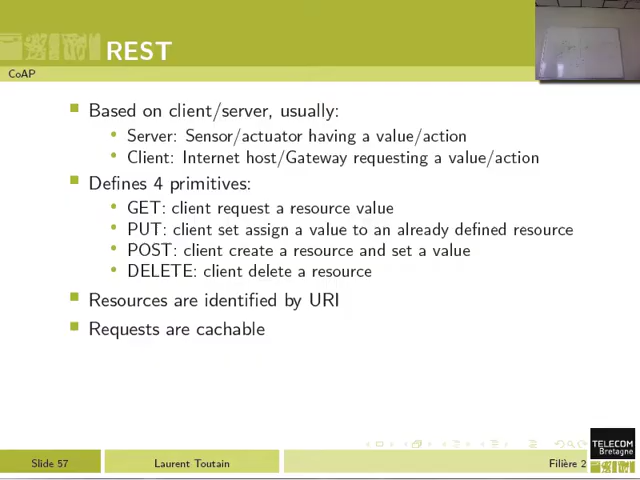 REST
CoAP
Based on client/server, usually:
Server: Sensor/actuator having a value/action
Client: Internet host/Gateway requesting a value/action
Defines 4 primitives:
GET: client request a resource value
PUT: client set assign a value to an already defined resource
POST: client create a resource and set a value
DELETE: client delete a resource
Resources are identified by URI
Requests are cachable
TELECOM
Bretagne
Slide 57
Laurent Toutain
Filière 2